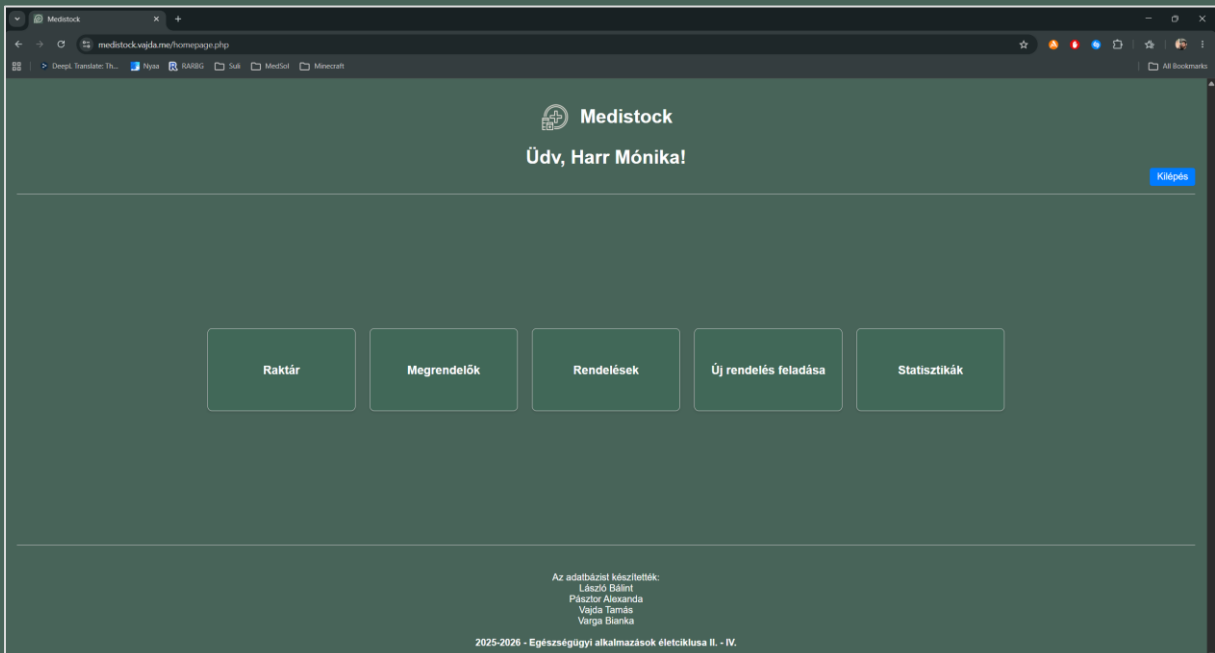 Medistock
medistock.vajda.me/homepage.php
DeepL Translate: Th... Nyaa RARBG Suli MedSol Minecraft All Bookmarks
Medistock
Üdv, Harr Mónika!
Kilépés
Raktár Megrendelők Rendelések Új rendelés feladása Statisztikák
Az adatbázist készítették:
László Bálint
Pásztor Alexanda
Vajda Tamás
Varga Bianka
2025-2026 - Egészségügyi alkalmazások életciklusa II. - IV.